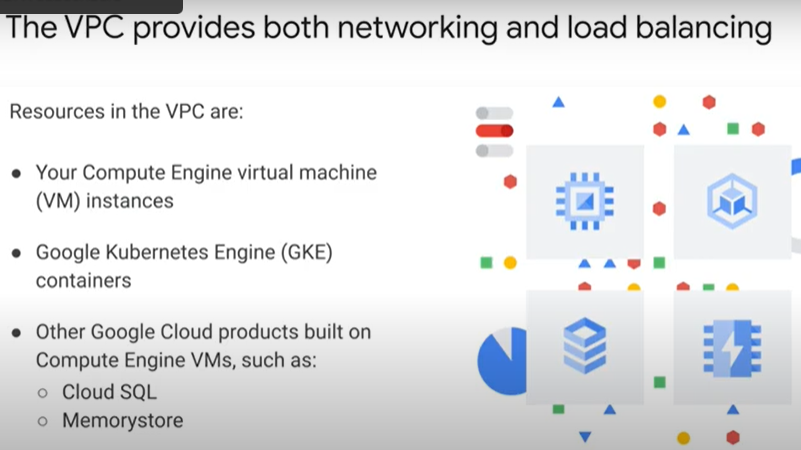 The VPC provides both networking and load balancing
Resources in the VPC are:
● Your Compute Engine virtual machine
(VM) instances
● Google Kubernetes Engine (GKE)
containers
● Other Google Cloud products built on
Compute Engine VMs, such as:
○ Cloud SQL
○ Memorystore